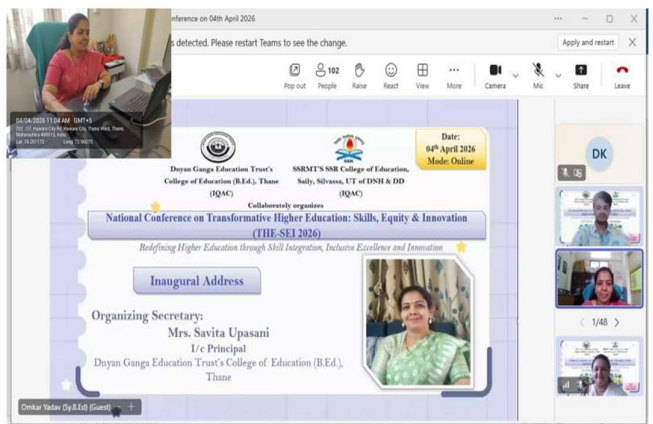 nference on 04th April 2026
s detected. Please restart Teams to see the change.
Apply and restart
102
Pop out
People
Raise
React
View
More
Camera
Mic
Share
Leave
04/04/2026 11:04 AM GMT+5
Maharashtra 400615, India
Dnyan Ganga Education Trust's
College of Education (B.Ed.), Thane
(IQAC)
SSRMT'S SSR College of Education,
Saily, Silvassa, UT of DNH & DD
(IQAC)
Date:
04th April 2026
Mode: Online
Collaborately organizes
National Conference on Transformative Higher Education: Skills, Equity & Innovation
(THE-SEI 2026)
Redefining Higher Education through Skill Integration, Inclusive Excellence and Innovation
Inaugural Address
Organizing Secretary:
Mrs. Savita Upasani
I/c Principal
Dnyan Ganga Education Trust's College of Education (B.Ed.),
Thane
DK
1/48
Omkar Yadav (Sy.B.Ed) (Guest)